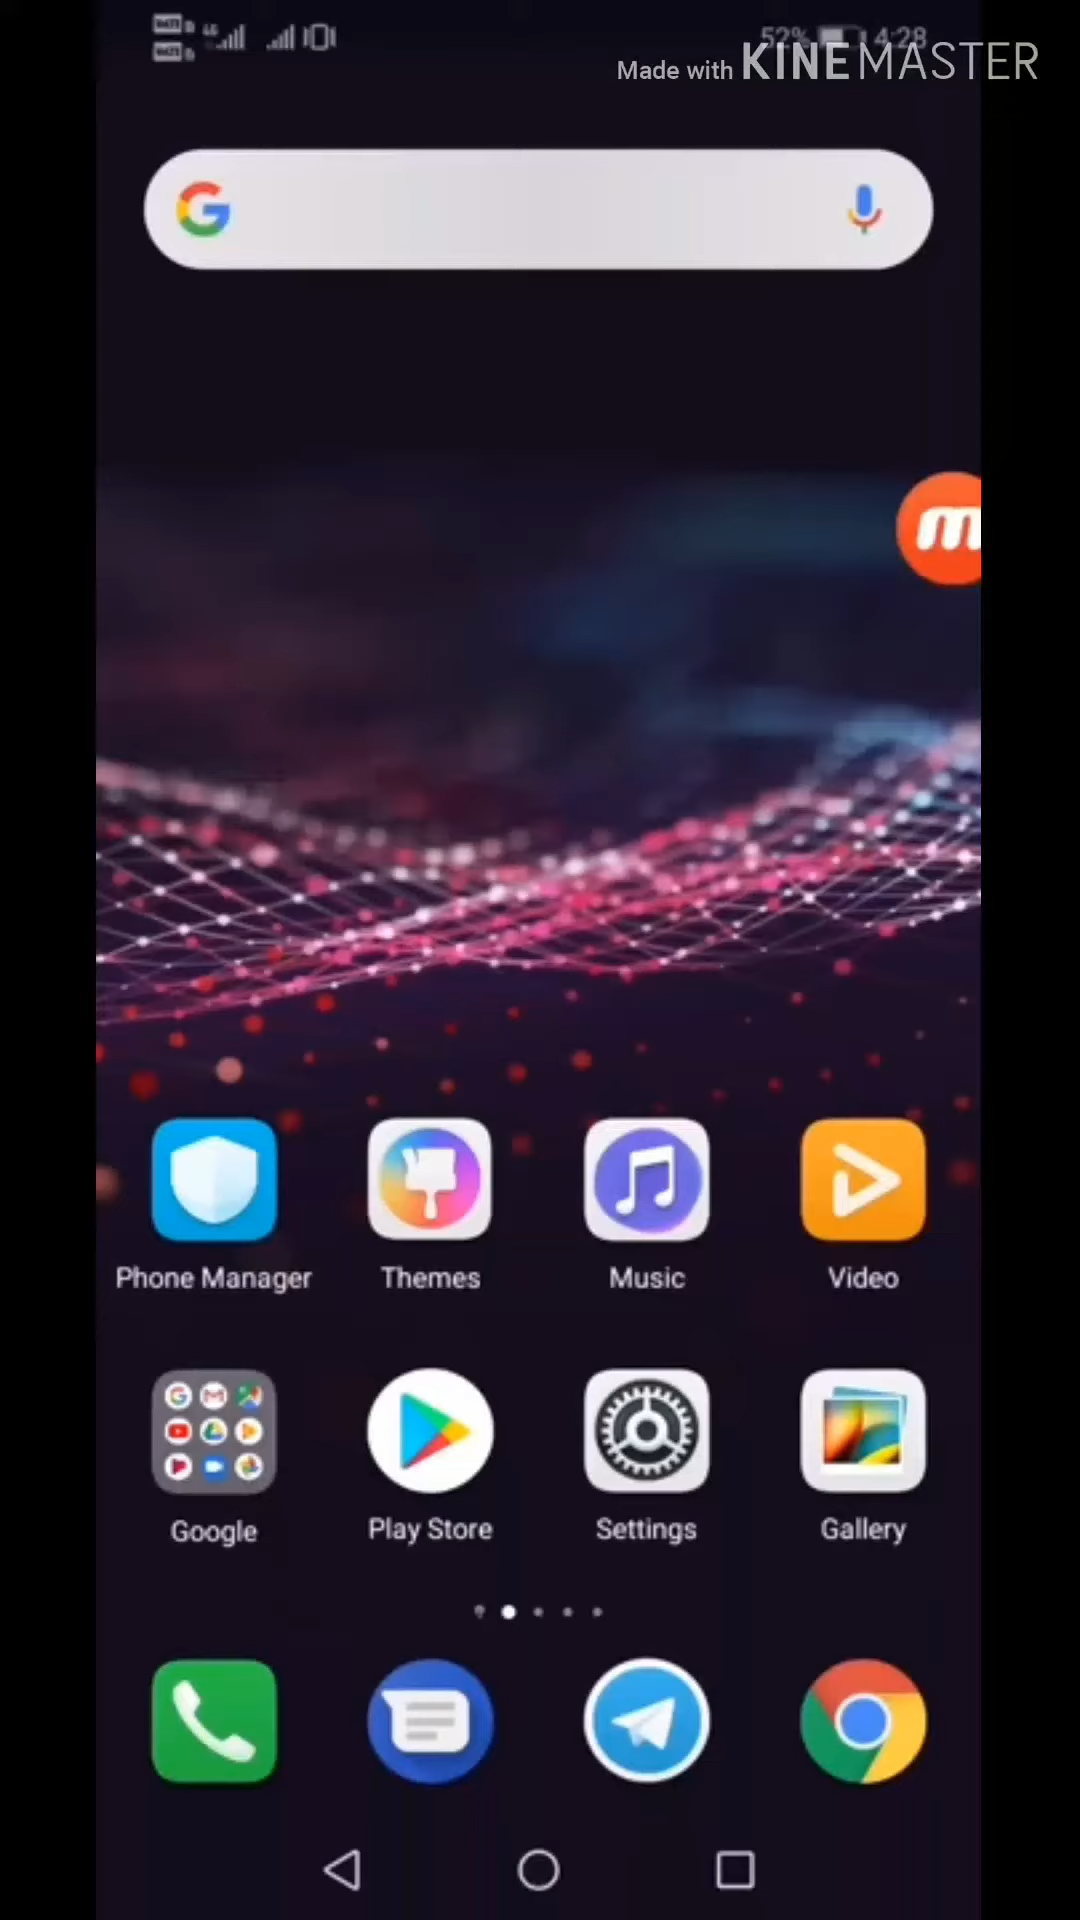 52% 4:28
Made with KINEMASTER
Phone Manager Themes Music Video
Google Play Store Settings Gallery